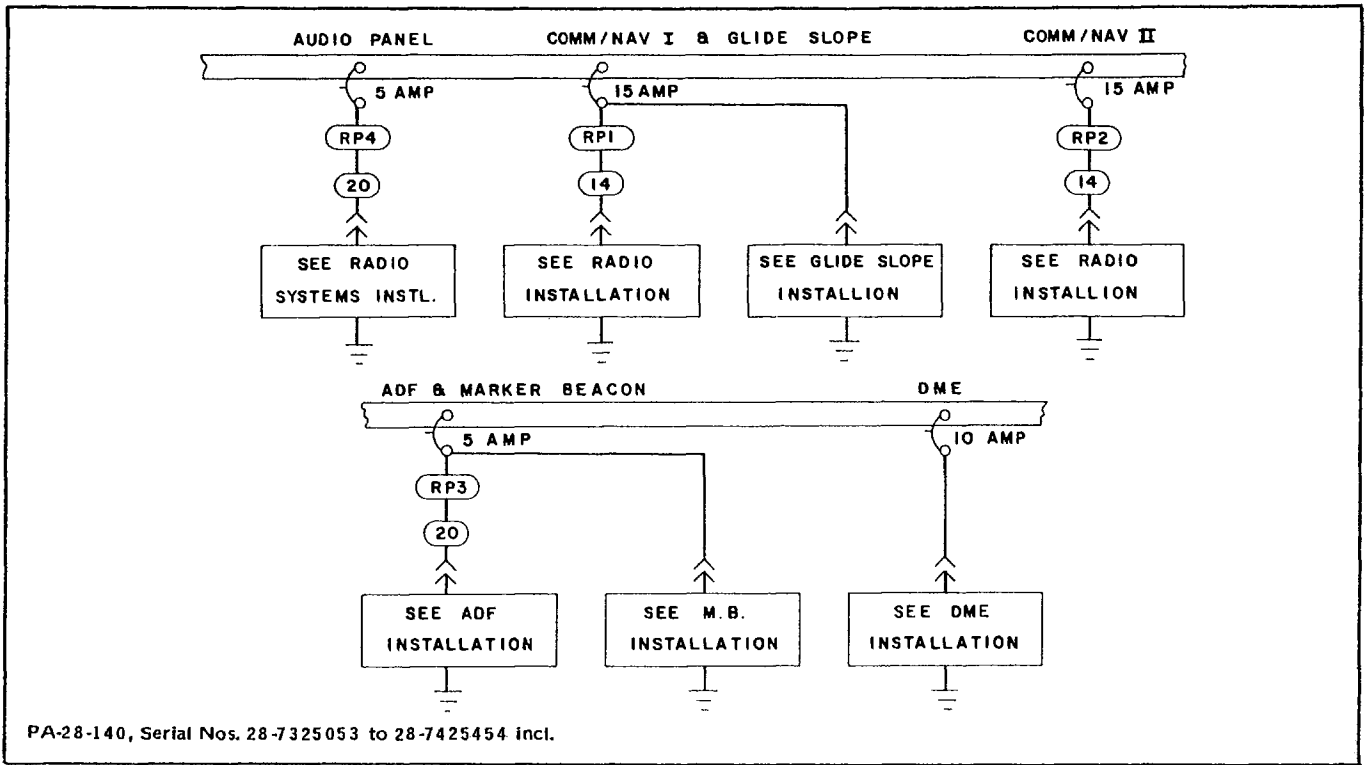 AUDIO PANEL
COMM/NAV I & GLIDE SLOPE
COMM/NAV II
5 AMP
15 AMP
15 AMP
RP4
RP1
RP2
20
14
14
SEE RADIO
SYSTEMS INSTL.
SEE RADIO
INSTALLATION
SEE GLIDE SLOPE
INSTALLION
SEE RADIO
INSTALLION
ADF & MARKER BEACON
DME
5 AMP
10 AMP
RP3
20
SEE ADF
INSTALLATION
SEE M.B.
INSTALLATION
SEE DME
INSTALLATION
PA-28-140, Serial Nos. 28-7325053 to 28-7425454 incl.